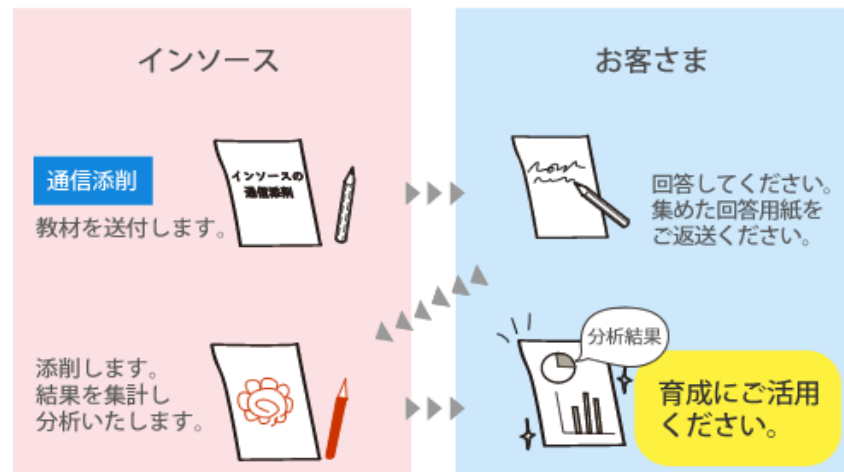 インソース
お客さま
通信添削
教材を送付します。
インソースの
通信添削
回答してください。
集めた回答用紙を
ご返送ください。
添削します。
結果を集計し
分析いたします。
分析結果
育成にご活用
ください。